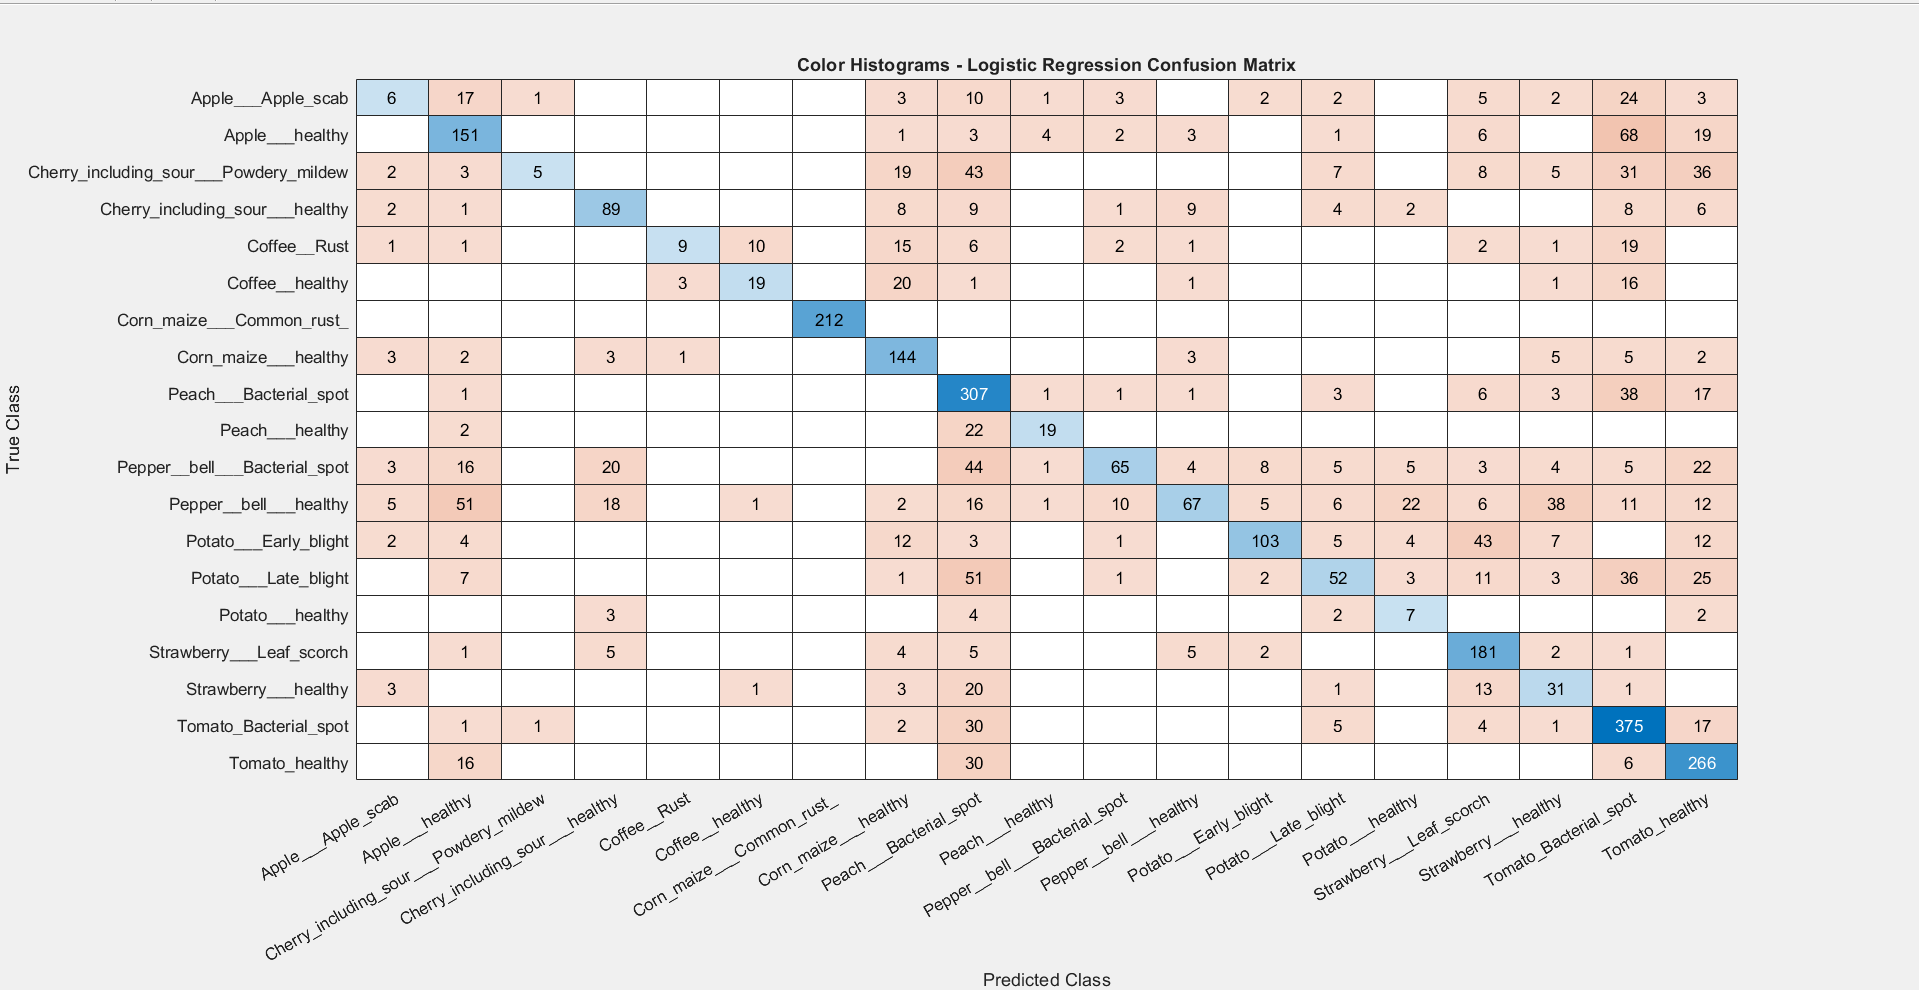 Color Histograms - Logistic Regression Confusion Matrix
Apple___Apple_scab 6 17 1 3 10 1 3 2 2 5 2 24 3
Apple___healthy 151 1 3 4 2 3 1 6 68 19
Cherry_including_sour___Powdery_mildew 2 3 5 19 43 7 8 5 31 36
Cherry_including_sour___healthy 2 1 89 8 9 1 9 4 2 8 6
Coffee__Rust 1 1 9 10 15 6 2 1 2 1 19
Coffee__healthy 3 19 20 1 1 1 16
Corn_maize___Common_rust_ 212
Corn_maize___healthy 3 2 3 1 144 3 5 5 2
Peach___Bacterial_spot 1 307 1 1 1 3 6 3 38 17
Peach___healthy 2 22 19
Pepper__bell___Bacterial_spot 3 16 20 44 1 65 4 8 5 5 3 4 5 22
Pepper__bell___healthy 5 51 18 1 2 16 1 10 67 5 6 22 6 38 11 12
Potato___Early_blight 2 4 12 3 1 103 5 4 43 7 12
Potato___Late_blight 7 1 51 1 2 52 3 11 3 36 25
Potato___healthy 3 4 2 7 2
Strawberry___Leaf_scorch 1 5 4 5 5 2 181 2 1
Strawberry___healthy 3 1 3 20 1 13 31 1
Tomato_Bacterial_spot 1 1 2 30 5 4 1 375 17
Tomato_healthy 16 30 6 266
True Class
Apple___Apple_scab
Apple___healthy
Cherry_including_sour___Powdery_mildew
Cherry_including_sour___healthy
Coffee__Rust
Coffee__healthy
Corn_maize___Common_rust_
Corn_maize___healthy
Peach___Bacterial_spot
Peach___healthy
Pepper__bell___Bacterial_spot
Pepper__bell___healthy
Potato___Early_blight
Potato___Late_blight
Potato___healthy
Strawberry___Leaf_scorch
Strawberry___healthy
Tomato_Bacterial_spot
Tomato_healthy
Predicted Class